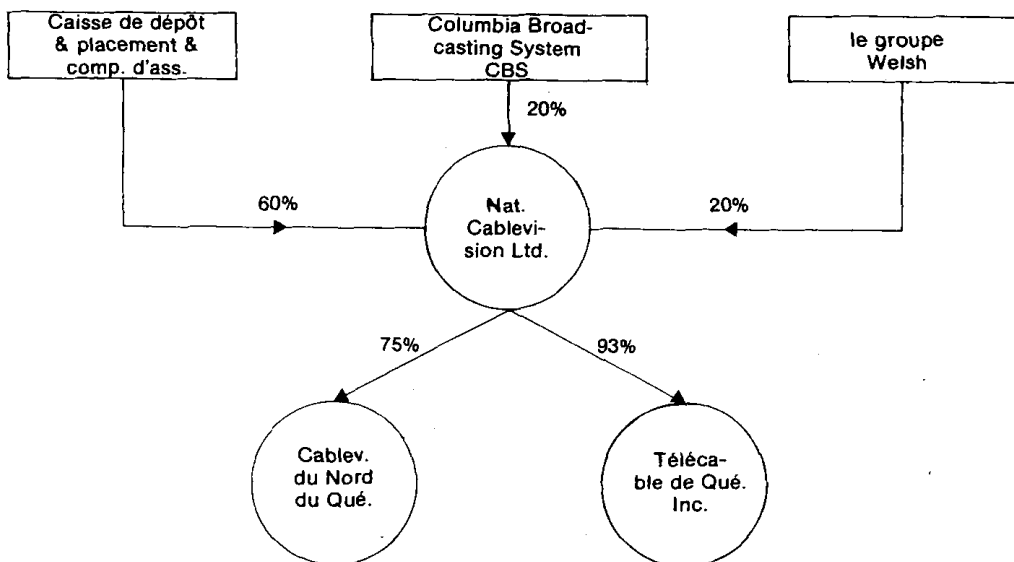 Caisse de dépôt
& placement &
comp. d'ass.
Columbia Broad-
casting System
CBS
le groupe
Welsh
20%
60%
20%
Nat.
Cablevi-
sion Ltd.
75%
93%
Cablev.
du Nord
du Qué.
Téléca-
ble de Qué.
Inc.